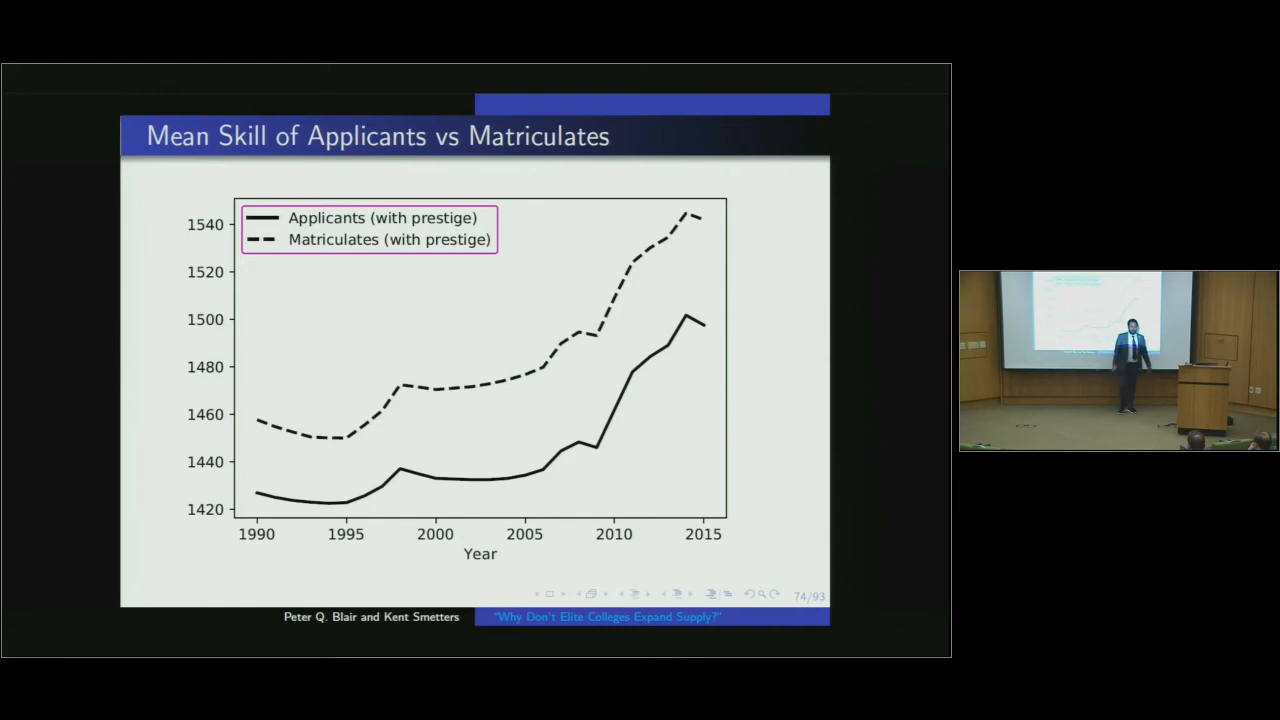 Mean Skill of Applicants vs Matriculates
Applicants (with prestige)
Matriculates (with prestige)
1540
1520
1500
1480
1460
1440
1420
1990 1995 2000 2005 2010 2015
Year
74/93
Peter Q. Blair and Kent Smetters
"Why Don't Elite Colleges Expand Supply?"